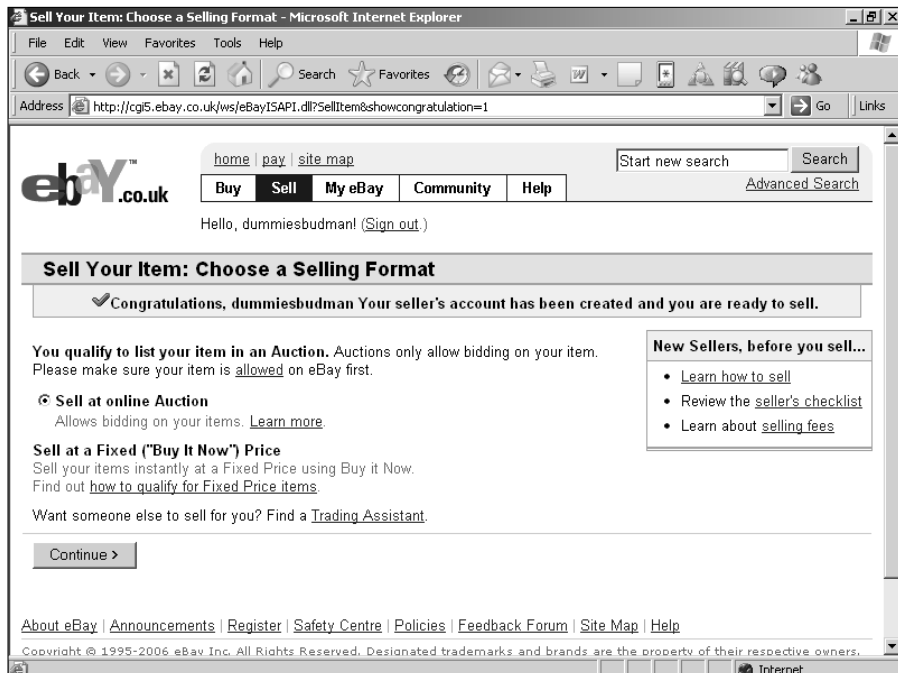 Sell Your Item: Choose a Selling Format - Microsoft Internet Explorer
File Edit View Favorites Tools Help
Back Search Favorites
Address http://cgi5.ebay.co.uk/ws/eBayISAPI.dll?SellItem&showcongratulation=1 Go Links
home | pay | site map
Start new search Search
ebaY™.co.uk
Buy Sell My eBay Community Help
Advanced Search
Hello, dummiesbudman! (Sign out.)
Sell Your Item: Choose a Selling Format
Congratulations, dummiesbudman Your seller's account has been created and you are ready to sell.
You qualify to list your item in an Auction. Auctions only allow bidding on your item.
Please make sure your item is allowed on eBay first.
Sell at online Auction
Allows bidding on your items. Learn more.
Sell at a Fixed ("Buy It Now") Price
Sell your items instantly at a Fixed Price using Buy it Now.
Find out how to qualify for Fixed Price items.
Want someone else to sell for you? Find a Trading Assistant.
Continue >
New Sellers, before you sell...
• Learn how to sell
• Review the seller's checklist
• Learn about selling fees
About eBay | Announcements | Register | Safety Centre | Policies | Feedback Forum | Site Map | Help
Copyright © 1995-2006 eBay Inc. All Rights Reserved. Designated trademarks and brands are the property of their respective owners.
Internet